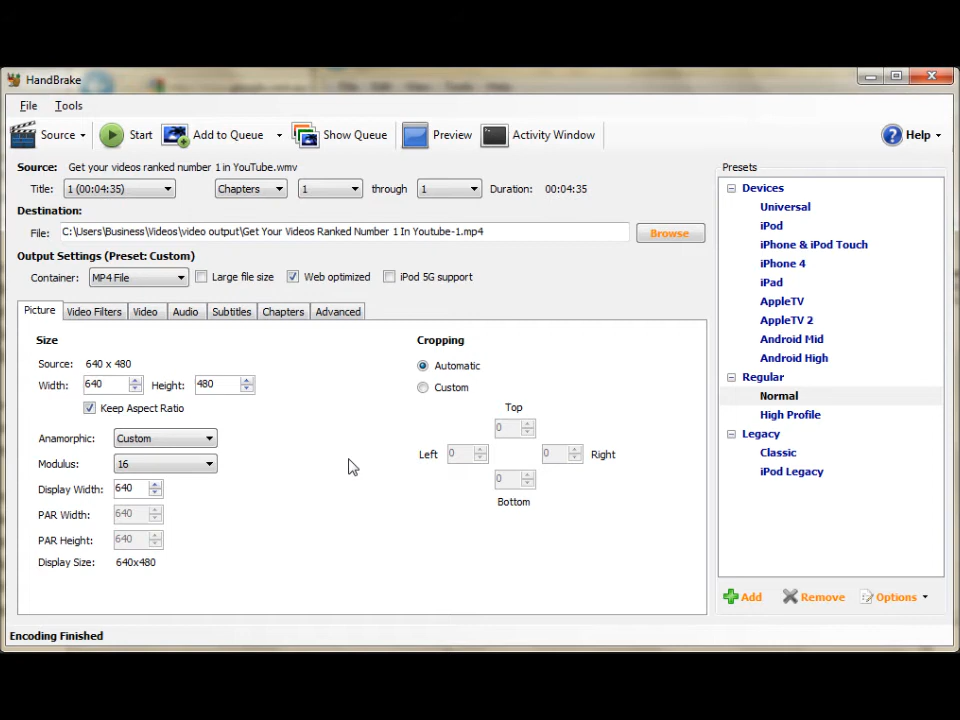 HandBrake
File Tools
Source Start Add to Queue Show Queue Preview Activity Window Help
Source: Get your videos ranked number 1 in YouTube.wmv
Title: 1 (00:04:35) Chapters 1 through 1 Duration: 00:04:35
Destination:
File: C:\Users\Business\Videos\video output\Get Your Videos Ranked Number 1 In Youtube-1.mp4 Browse
Output Settings (Preset: Custom)
Container: MP4 File Large file size Web optimized iPod 5G support
Picture Video Filters Video Audio Subtitles Chapters Advanced
Size
Source: 640 x 480
Width: 640 Height: 480
Keep Aspect Ratio
Anamorphic: Custom
Modulus: 16
Display Width: 640
PAR Width: 640
PAR Height: 640
Display Size: 640x480
Cropping
Automatic
Custom
Top
0
Left 0 0 Right
0
Bottom
Presets
Devices
Universal
iPod
iPhone & iPod Touch
iPhone 4
iPad
AppleTV
AppleTV 2
Android Mid
Android High
Regular
Normal
High Profile
Legacy
Classic
iPod Legacy
Add Remove Options
Encoding Finished